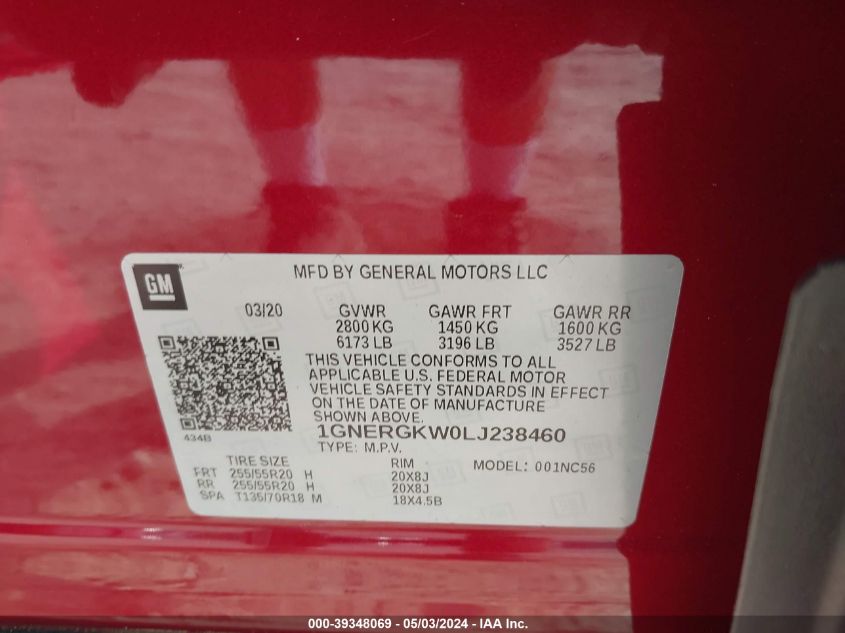 GM
MFD BY GENERAL MOTORS LLC
03/20 GVWR GAWR FRT GAWR RR
2800 KG 1450 KG 1600 KG
6173 LB 3196 LB 3527 LB
THIS VEHICLE CONFORMS TO ALL
APPLICABLE U.S. FEDERAL MOTOR
VEHICLE SAFETY STANDARDS IN EFFECT
ON THE DATE OF MANUFACTURE
SHOWN ABOVE.
434B
1GNERGKW0LJ238460
TYPE: M.P.V.
TIRE SIZE RIM MODEL: 001NC56
FRT 255/55R20 H 20X8J
RR 255/55R20 H 20X8J
SPA T135/70R18 M 18X4.5B
000-39348069 - 05/03/2024 - IAAI Inc.